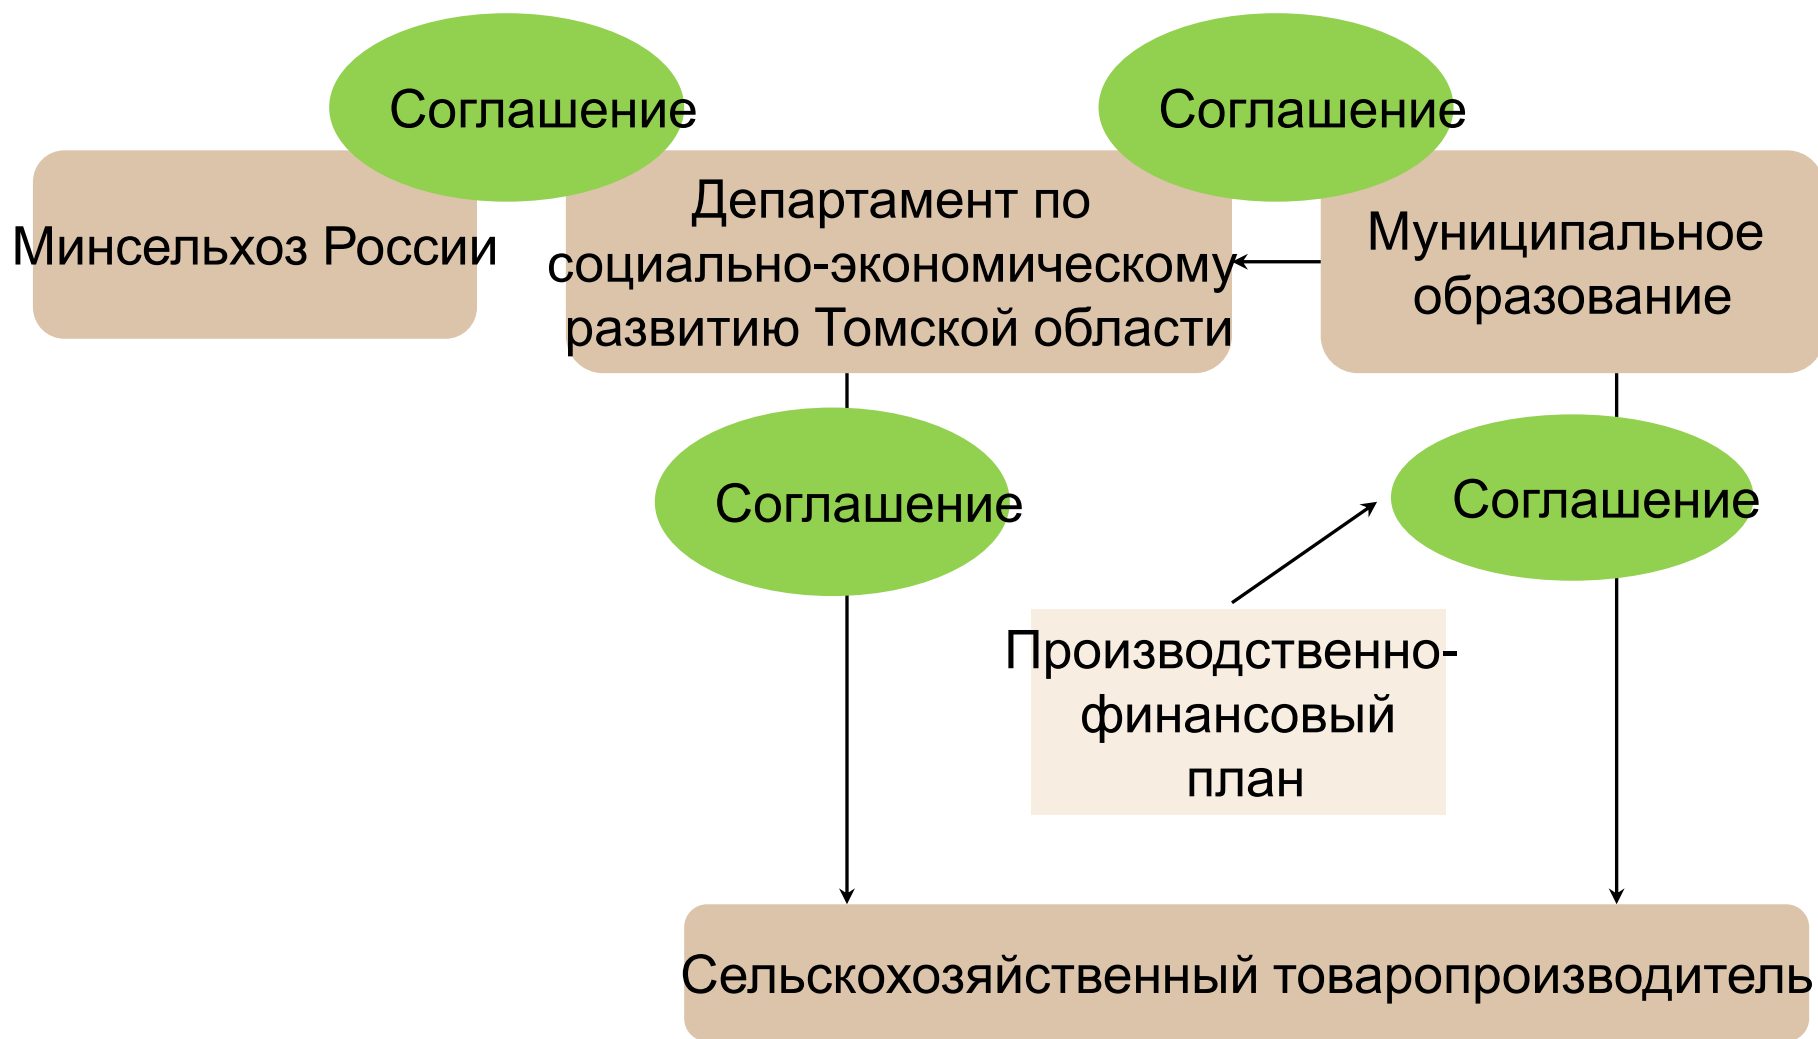 Соглашение
Соглашение
Минсельхоз России
Департамент по
социально-экономическому
развитию Томской области
Муниципальное
образование
Соглашение
Соглашение
Производственно-
финансовый
план
Сельскохозяйственный товаропроизводитель